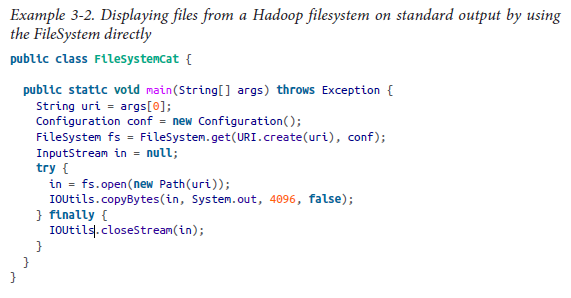 Example 3-2. Displaying files from a Hadoop filesystem on standard output by using
the FileSystem directly
public class FileSystemCat {
public static void main(String[] args) throws Exception {
String uri = args[0];
Configuration conf = new Configuration();
FileSystem fs = FileSystem.get(URI.create(uri), conf);
InputStream in = null;
try {
in = fs.open(new Path(uri));
IOUtils.copyBytes(in, System.out, 4096, false);
} finally {
IOUtils.closeStream(in);
}
}
}